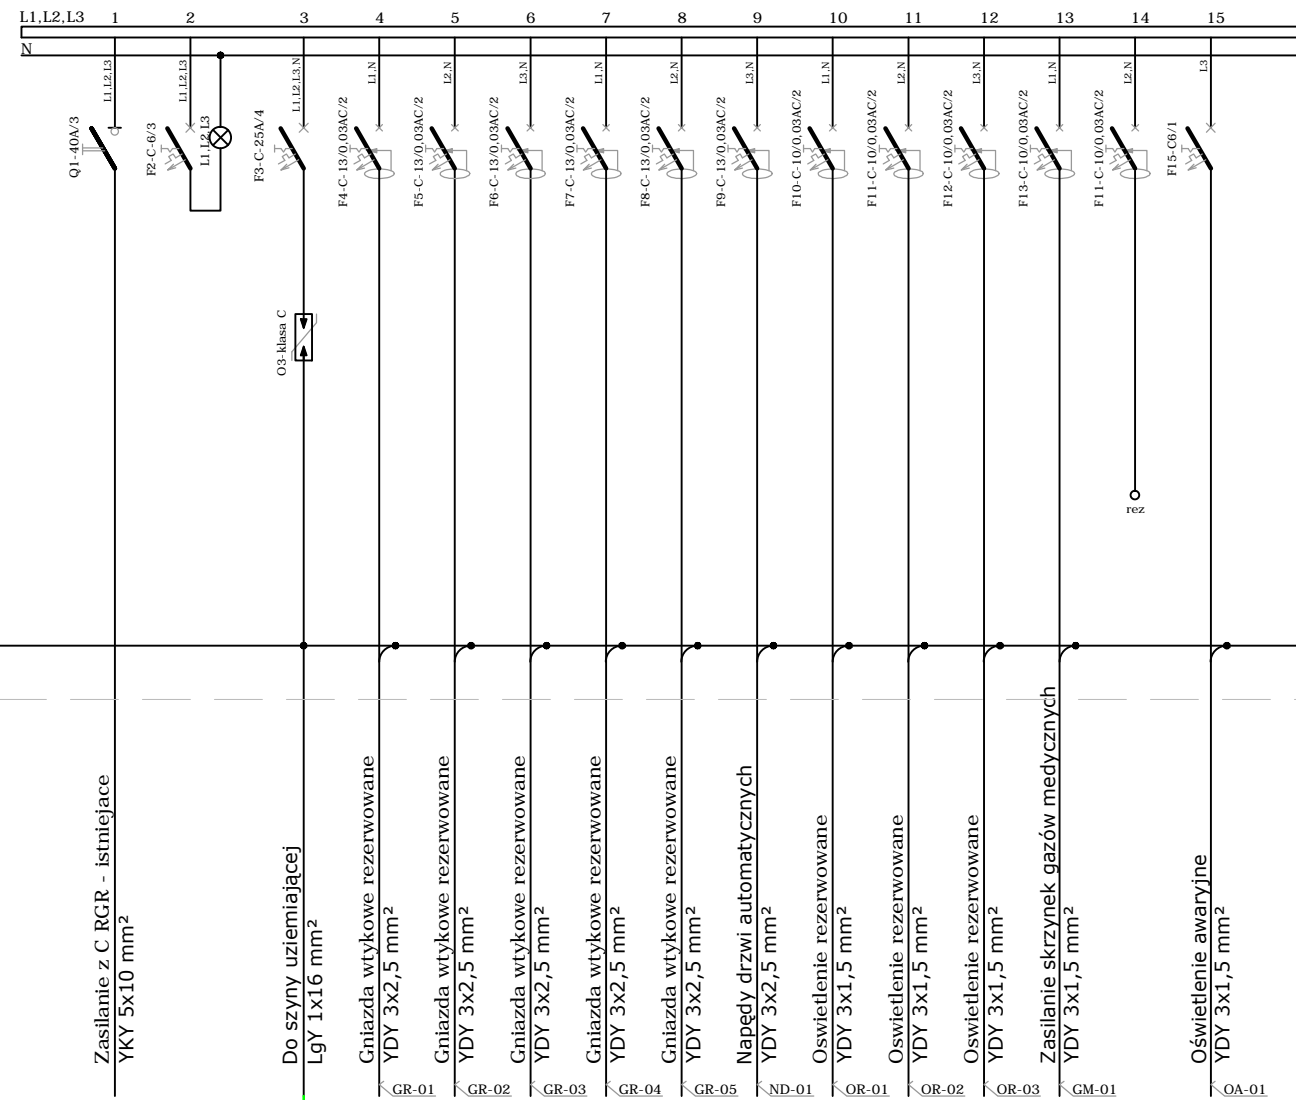 L1,L2,L3 1 2 3 4 5 6 7 8 9 10 11 12 13 14 15
N
L1,L2,L3
L1,L2,L3
L1,L2,L3,N
L1,N
L2,N
L3,N
L1,N
L2,N
L3,N
L1,N
L2,N
L3,N
L1,N
L2,N
L3
Q1-40A/3
F2-C-6/3
L1,L2,L3
F3-C-25A/4
F4-C-13/0,03AC/2
F5-C-13/0,03AC/2
F6-C-13/0,03AC/2
F7-C-13/0,03AC/2
F8-C-13/0,03AC/2
F9-C-13/0,03AC/2
F10-C-10/0,03AC/2
F11-C-10/0,03AC/2
F12-C-10/0,03AC/2
F13-C-10/0,03AC/2
F11-C-10/0,03AC/2
F15-C6/1
O3-klasa C
rez
Zasilanie z C RGR - istniejace
YKY 5x10 mm²
Do szyny uziemiającej
LgY 1x16 mm²
Gniazda wtykowe rezerwowane
YDY 3x2,5 mm²
Gniazda wtykowe rezerwowane
YDY 3x2,5 mm²
Gniazda wtykowe rezerwowane
YDY 3x2,5 mm²
Gniazda wtykowe rezerwowane
YDY 3x2,5 mm²
Gniazda wtykowe rezerwowane
YDY 3x2,5 mm²
Napędy drzwi automatycznych
YDY 3x2,5 mm²
Oswietlenie rezerwowane
YDY 3x1,5 mm²
Oswietlenie rezerwowane
YDY 3x1,5 mm²
Oswietlenie rezerwowane
YDY 3x1,5 mm²
Zasilanie skrzynek gazów medycznych
YDY 3x1,5 mm²
Oświetlenie awaryjne
YDY 3x1,5 mm²
GR-01 GR-02 GR-03 GR-04 GR-05 ND-01 OR-01 OR-02 OR-03 GM-01 OA-01